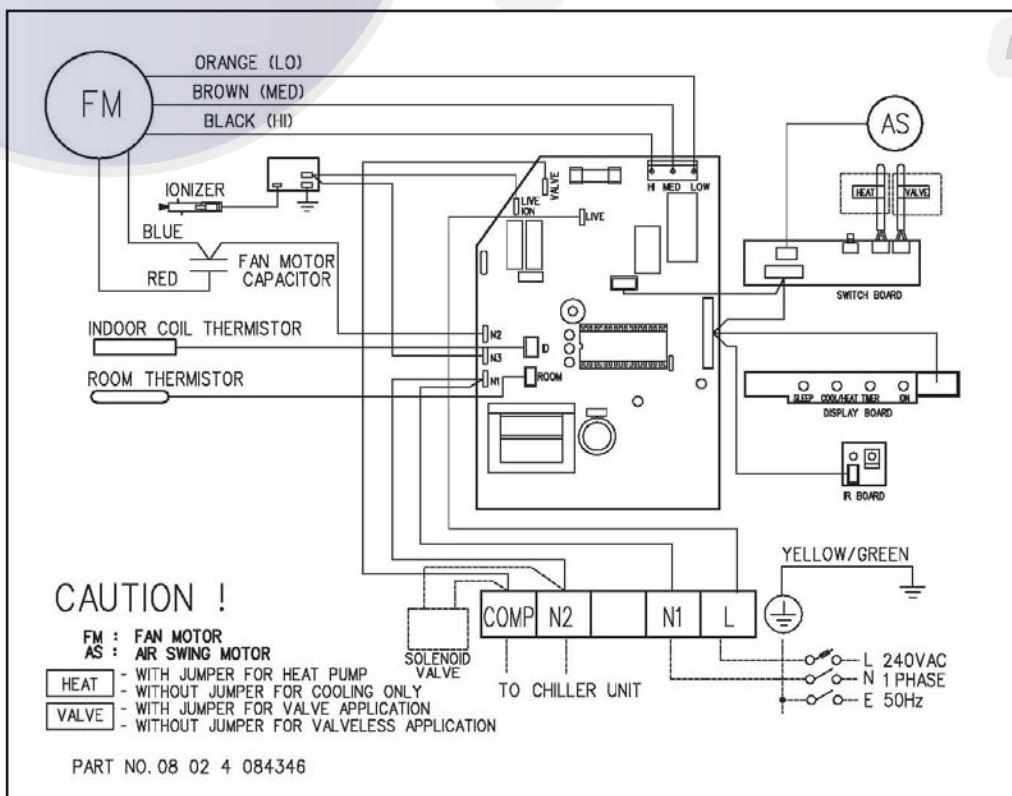 ORANGE (LO)
BROWN (MED)
BLACK (HI)
FM
AS
IONIZER
BLUE
RED
FAN MOTOR
CAPACITOR
VALVE
LIVE
ION
LIVE
HI MED LOW
HEAT
VALVE
SWITCH BOARD
INDOOR COIL THERMISTOR
ROOM THERMISTOR
N2
N3
N1
ID
ROOM
SLEEP COOL/HEAT TIMER ION
DISPLAY BOARD
IR BOARD
YELLOW/GREEN
COMP N2 N1 L
SOLENOID
VALVE
TO CHILLER UNIT
L 240VAC
N 1 PHASE
E 50Hz
CAUTION !
FM : FAN MOTOR
AS : AIR SWING MOTOR
HEAT
- WITH JUMPER FOR HEAT PUMP
- WITHOUT JUMPER FOR COOLING ONLY
VALVE
- WITH JUMPER FOR VALVE APPLICATION
- WITHOUT JUMPER FOR VALVELESS APPLICATION
PART NO. 08 02 4 084346